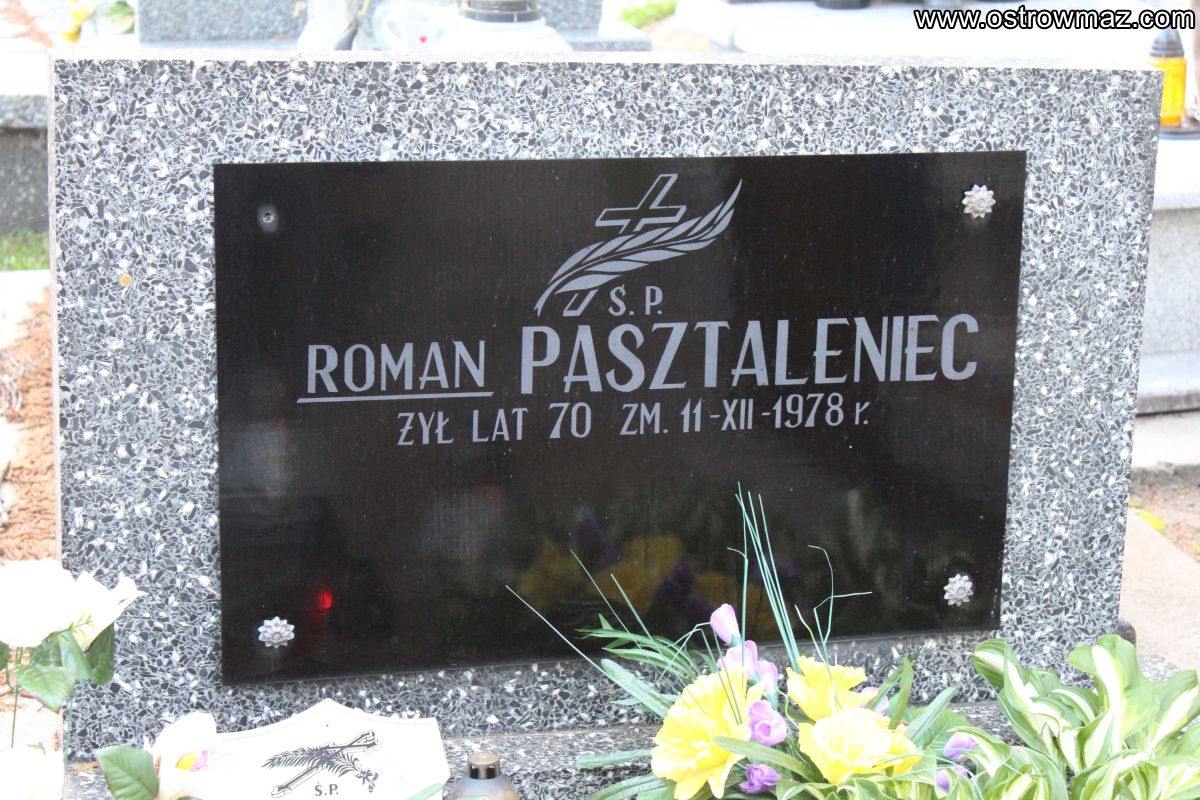 www.ostrowmaz.com
Ś. P.
ROMAN PASZTALENIEC
ŻYŁ LAT 70 ZM. 11-XII-1978 r.
Ś.P.